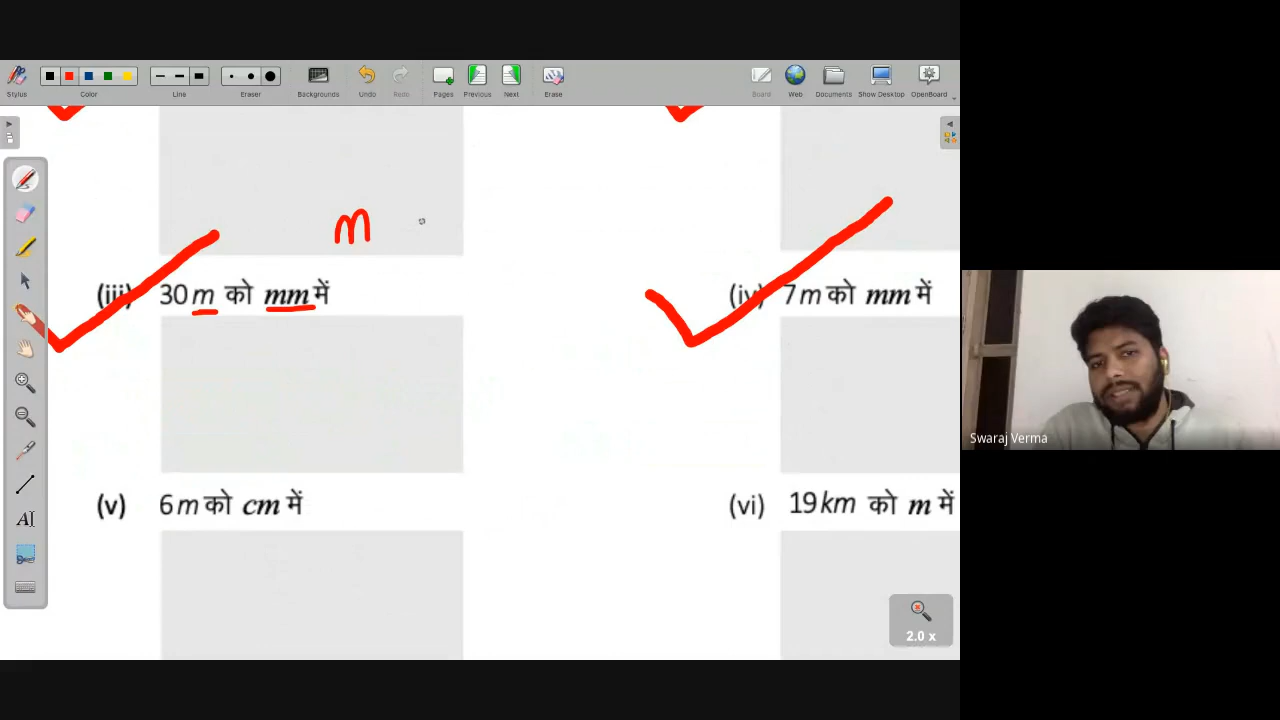 Stylus Color Line Eraser Backgrounds Undo Redo Pages Previous Next Erase Board Web Documents Show Desktop OpenBoard
m
(iii) 30 m को mm में
(iv) 7 m को mm में
Swaraj Verma
(v) 6 m को cm में
(vi) 19 km को m में
2.0 x